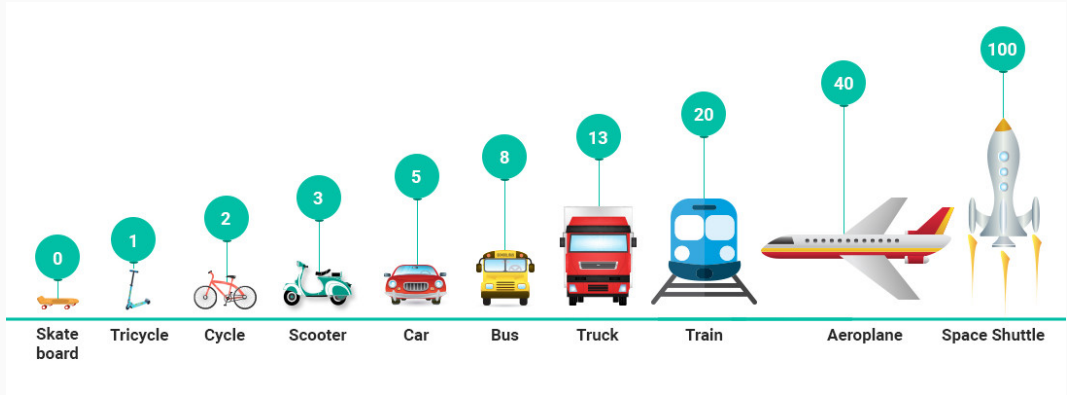 0
1
2
3
5
8
13
20
40
100
Skate
board
Tricycle
Cycle
Scooter
Car
Bus
Truck
Train
Aeroplane
Space Shuttle